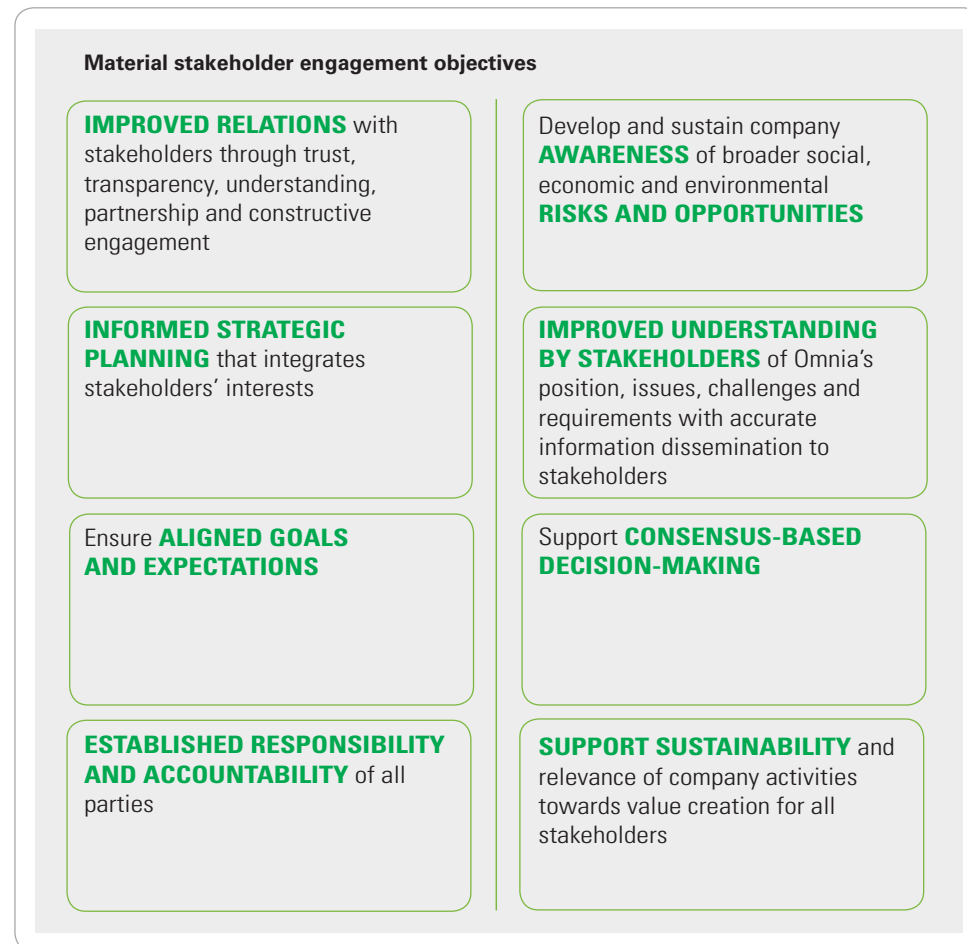 Material stakeholder engagement objectives
IMPROVED RELATIONS with
stakeholders through trust,
transparency, understanding,
partnership and constructive
engagement
Develop and sustain company
AWARENESS of broader social,
economic and environmental
RISKS AND OPPORTUNITIES
INFORMED STRATEGIC
PLANNING that integrates
stakeholders’ interests
IMPROVED UNDERSTANDING
BY STAKEHOLDERS of Omnia’s
position, issues, challenges and
requirements with accurate
information dissemination to
stakeholders
Ensure ALIGNED GOALS
AND EXPECTATIONS
Support CONSENSUS-BASED
DECISION-MAKING
ESTABLISHED RESPONSIBILITY
AND ACCOUNTABILITY of all
parties
SUPPORT SUSTAINABILITY and
relevance of company activities
towards value creation for all
stakeholders